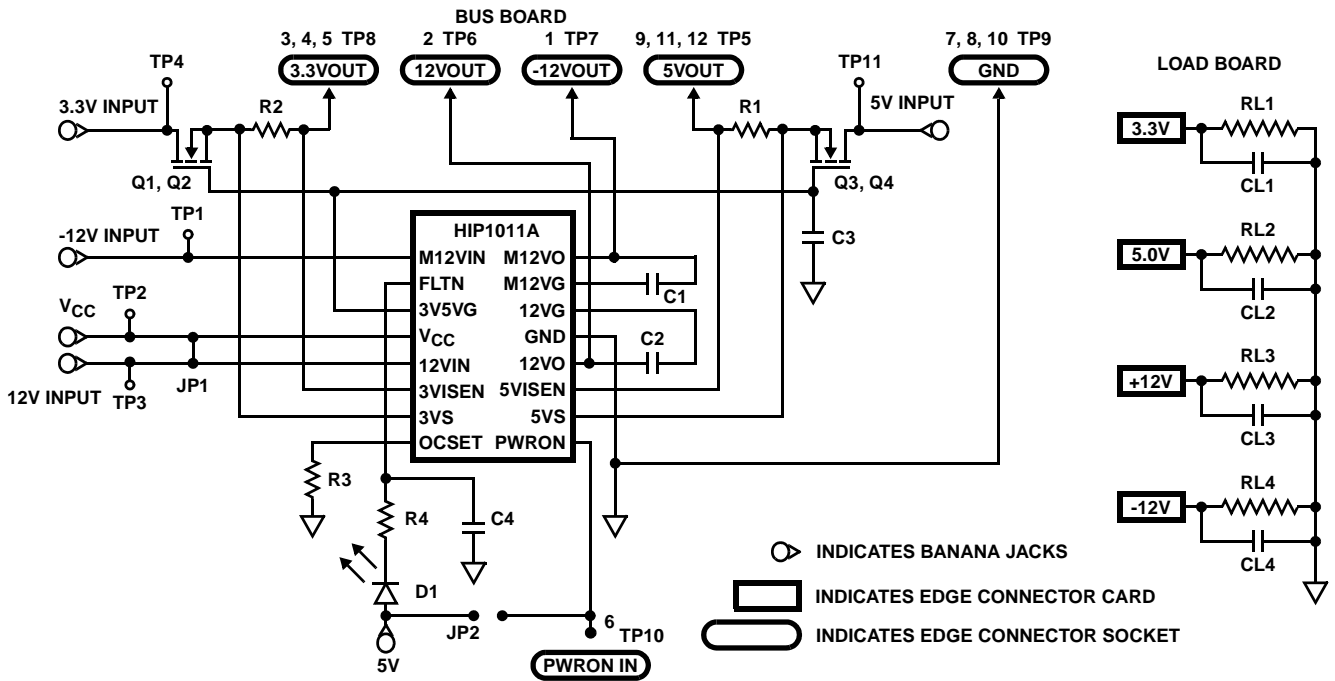 BUS BOARD
3, 4, 5 TP8
2 TP6
1 TP7
9, 11, 12 TP5
7, 8, 10 TP9
TP4
3.3VOUT
12VOUT
-12VOUT
5VOUT
TP11
GND
LOAD BOARD
3.3V INPUT
R2
R1
5V INPUT
RL1
3.3V
CL1
Q1, Q2
Q3, Q4
TP1
HIP1011A
C3
-12V INPUT
M12VIN
M12VO
FLTN
M12VG
C1
RL2
5.0V
CL2
VCC
TP2
3V5VG
12VG
VCC
GND
C2
12VIN
12VO
JP1
12V INPUT
TP3
3VISEN
5VISEN
RL3
+12V
CL3
3VS
5VS
OCSET
PWRON
R3
R4
C4
RL4
-12V
CL4
D1
INDICATES BANANA JACKS
INDICATES EDGE CONNECTOR CARD
JP2
6
TP10
INDICATES EDGE CONNECTOR SOCKET
5V
PWRON IN